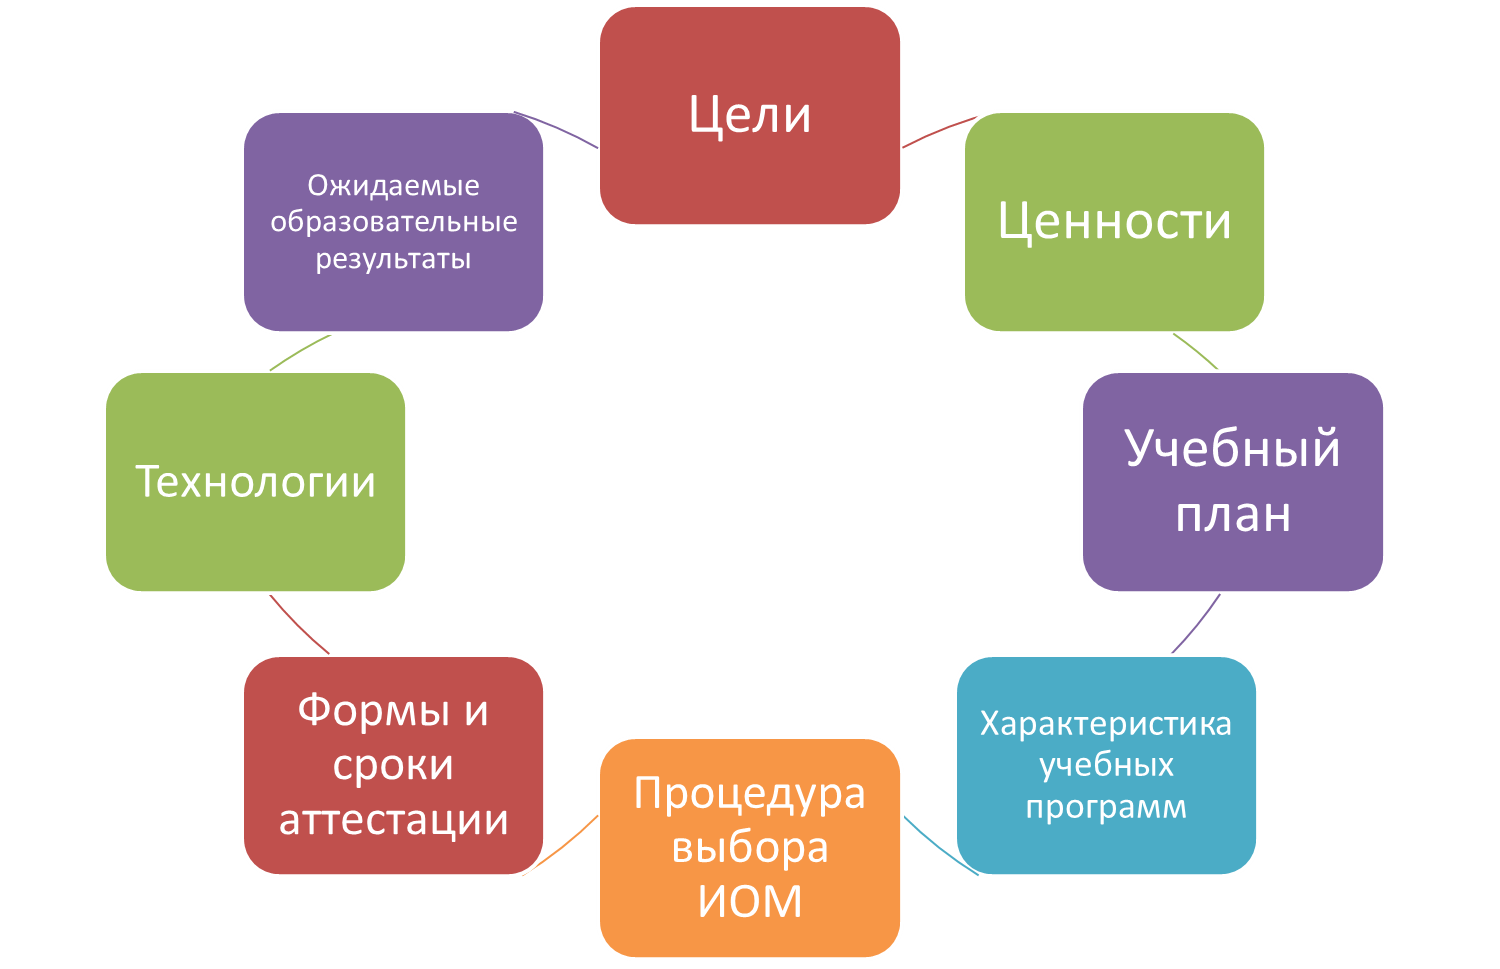 Цели
Ценности
Учебный
план
Характеристика
учебных
программ
Процедура
выбора
ИОМ
Формы и
сроки
аттестации
Технологии
Ожидаемые
образовательные
результаты